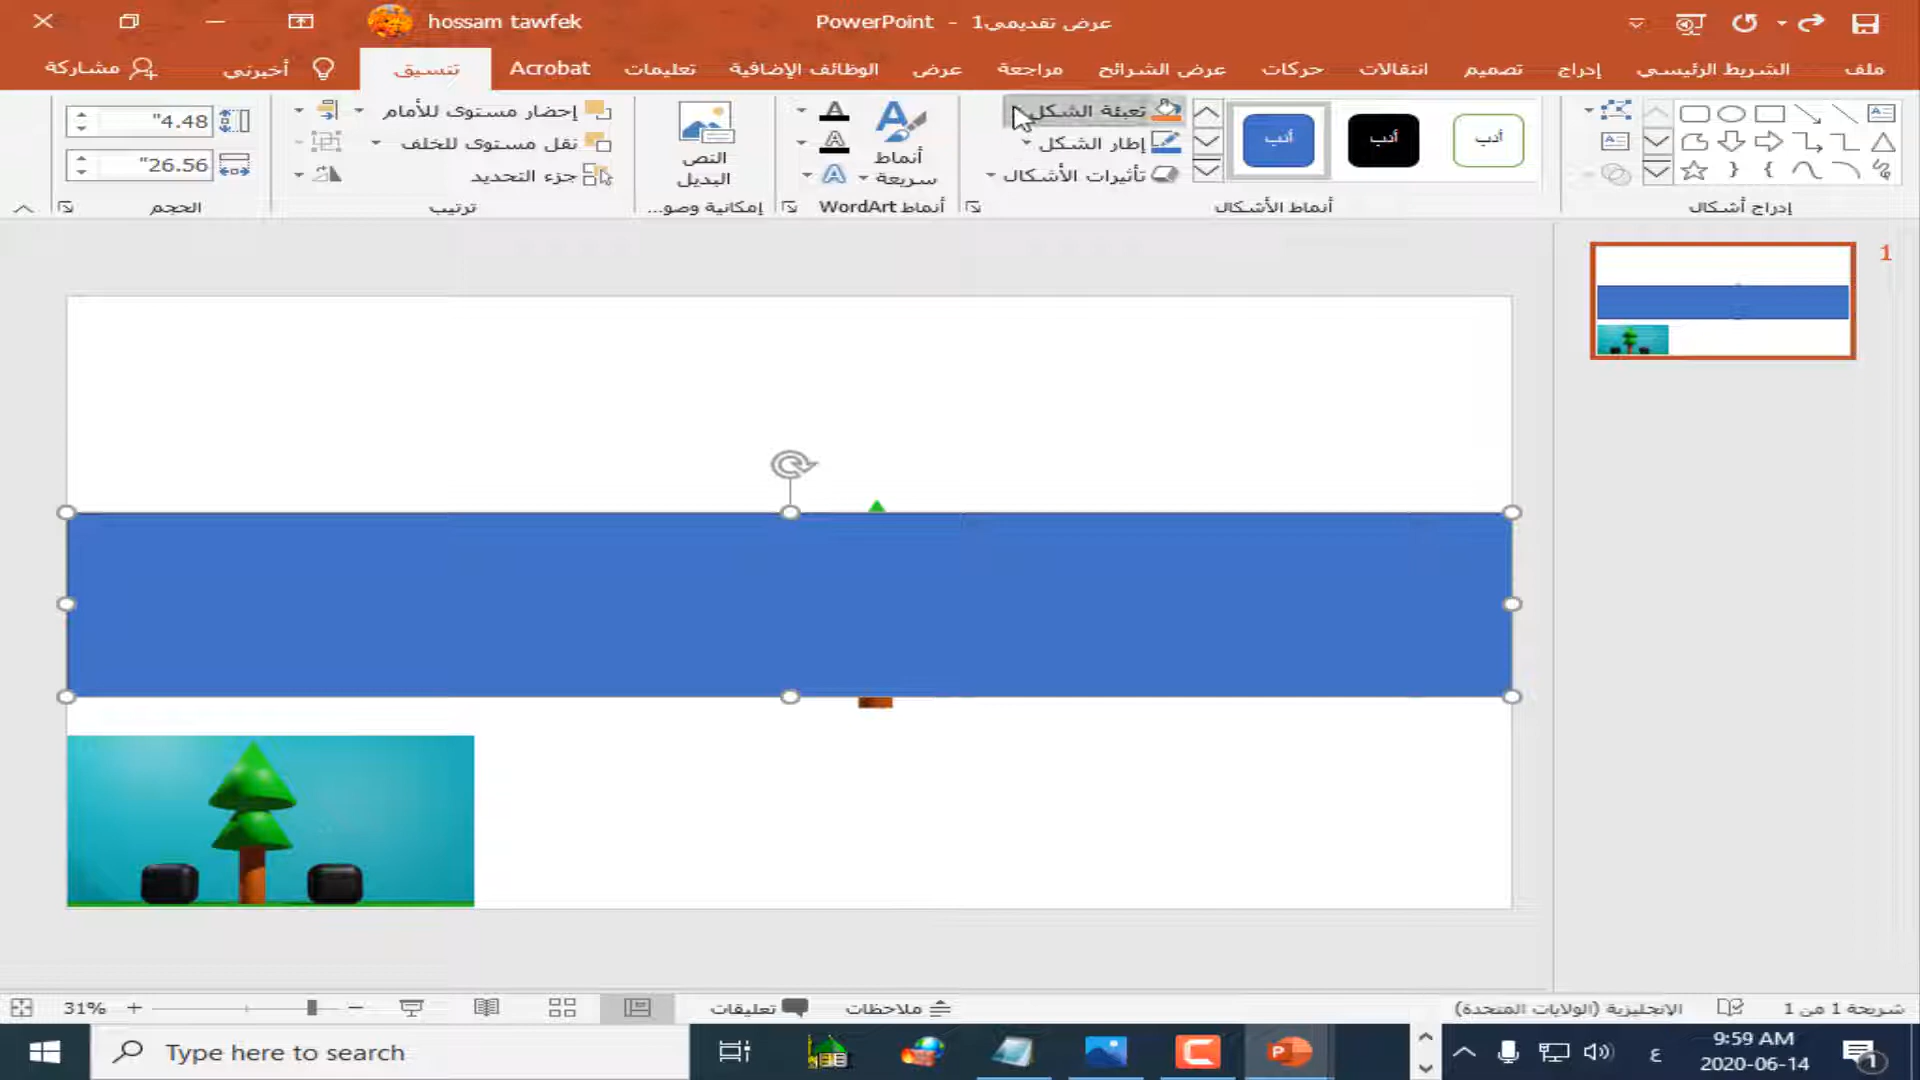 hossam tawfek
عرض تقديمي1 - PowerPoint
ملف
الشريط الرئيسي
إدراج
تصميم
انتقالات
حركات
عرض الشرائح
مراجعة
عرض
الوظائف الإضافية
تعليمات
Acrobat
تنسيق
أخبرني
مشاركة
إدراج أشكال
أدب
أدب
أدب
أنماط الأشكال
تعبئة الشكل
إطار الشكل
تأثيرات الأشكال
أنماط
سريعة
أنماط WordArt
النص
البديل
إمكانية وصو...
إحضار مستوى للأمام
نقل مستوى للخلف
جزء التحديد
ترتيب
"4.48
"26.56
الحجم
1
شريحة 1 من 1
الإنجليزية (الولايات المتحدة)
ملاحظات
تعليقات
31%
Type here to search
ع
9:59 AM
2020-06-14
1